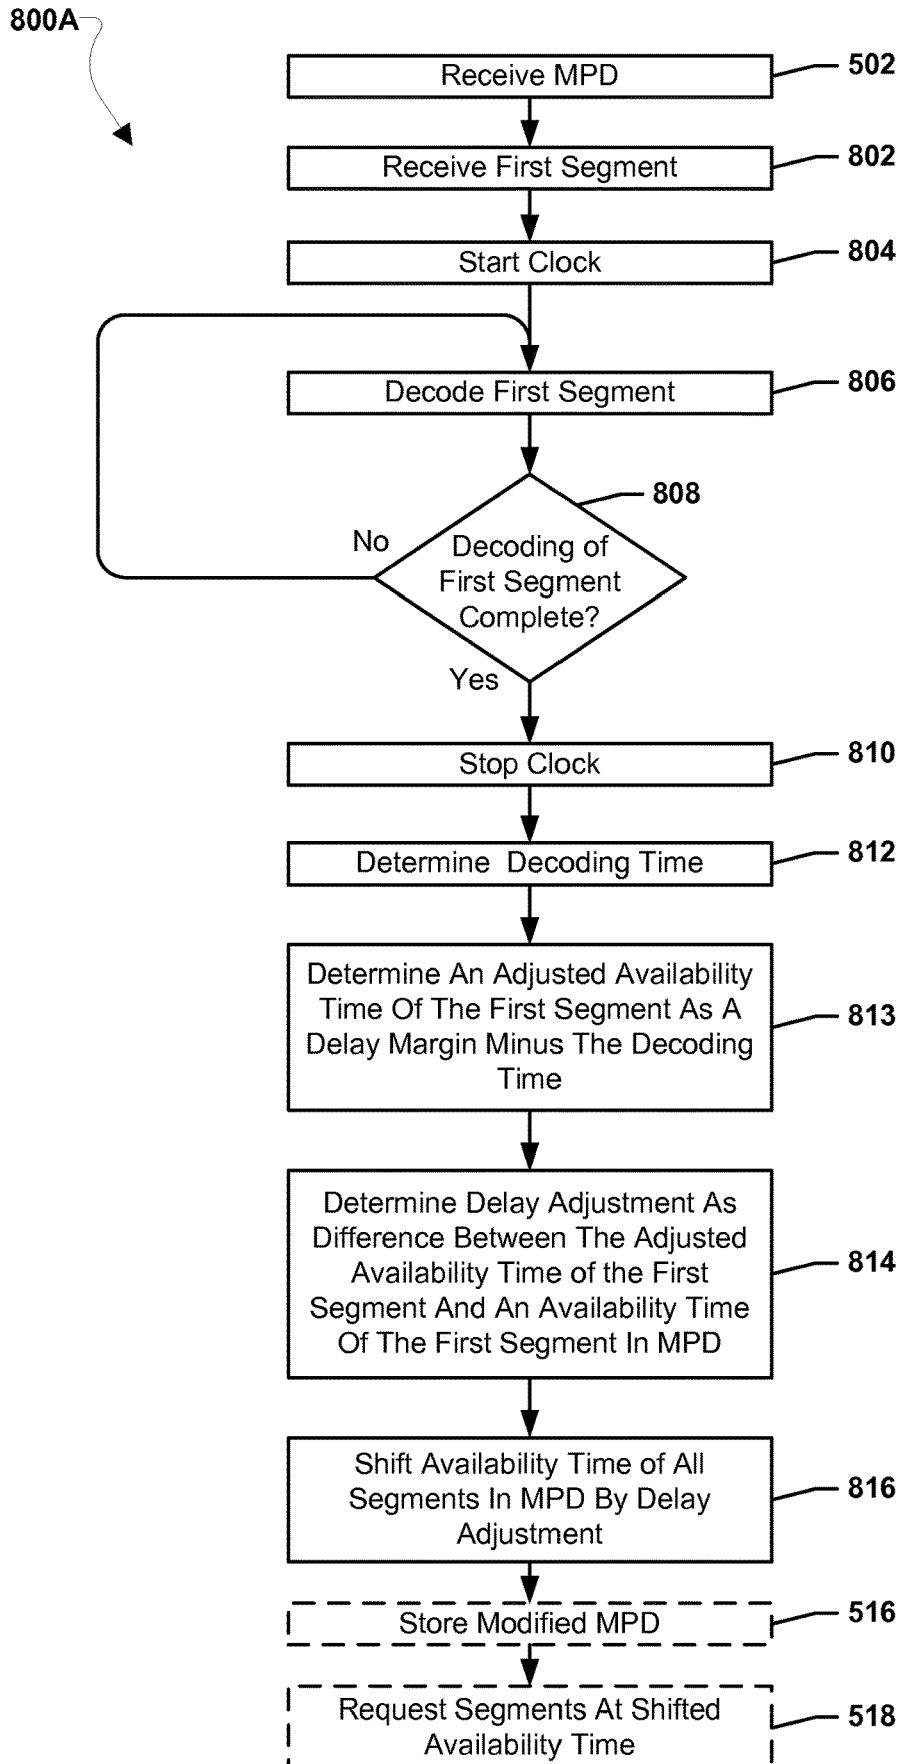 800A
Receive MPD
502
Receive First Segment
802
Start Clock
804
Decode First Segment
806
808
No
Decoding of
First Segment
Complete?
Yes
Stop Clock
810
Determine Decoding Time
812
Determine An Adjusted Availability
Time Of The First Segment As A
Delay Margin Minus The Decoding
Time
813
Determine Delay Adjustment As
Difference Between The Adjusted
Availability Time of the First
Segment And An Availability Time
Of The First Segment In MPD
814
Shift Availability Time of All
Segments In MPD By Delay
Adjustment
816
Store Modified MPD
516
Request Segments At Shifted
Availability Time
518